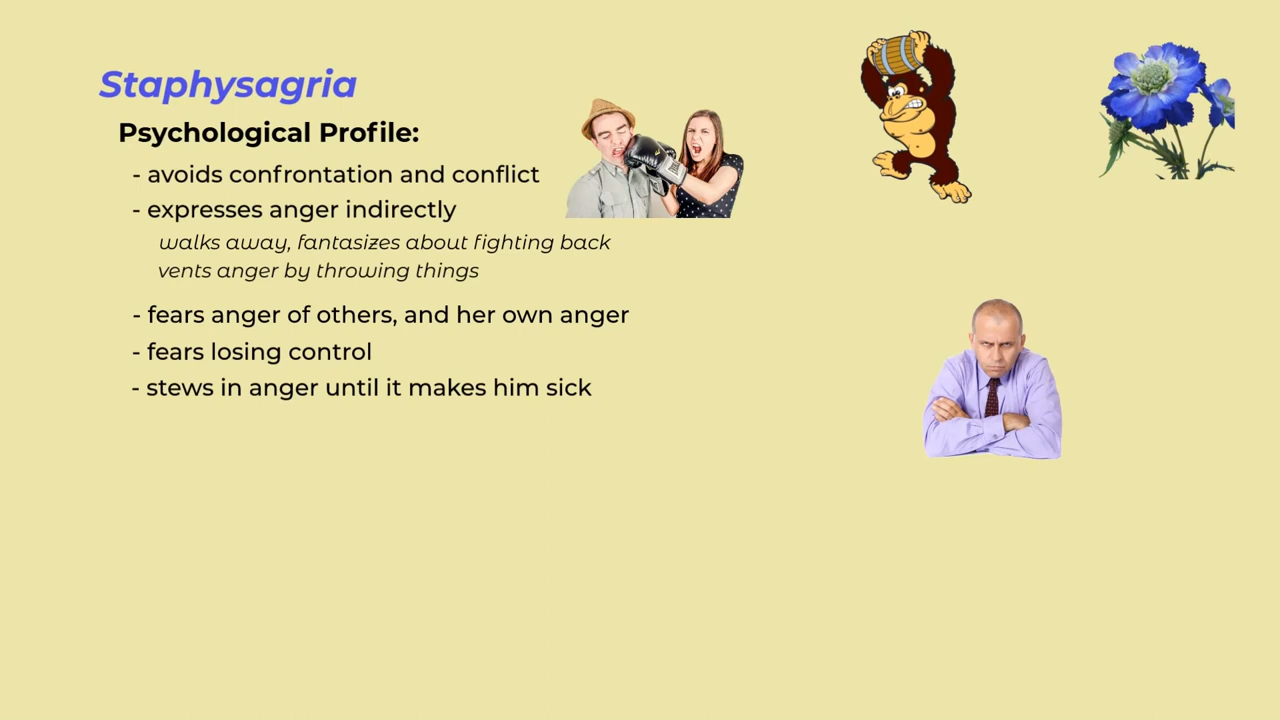 Staphysagria
Psychological Profile:
- avoids confrontation and conflict
- expresses anger indirectly
walks away, fantasizes about fighting back
vents anger by throwing things
- fears anger of others, and her own anger
- fears losing control
- stews in anger until it makes him sick